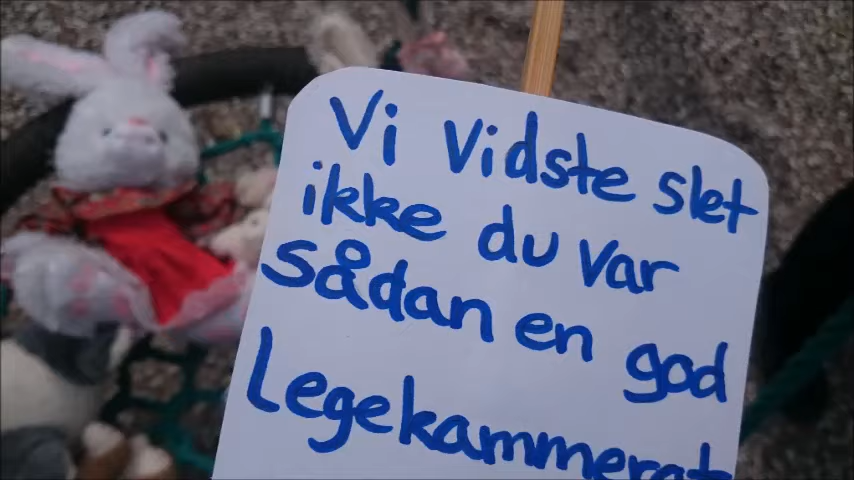 Vi Vidste slet
ikke du var
sådan en god
Legekammerat